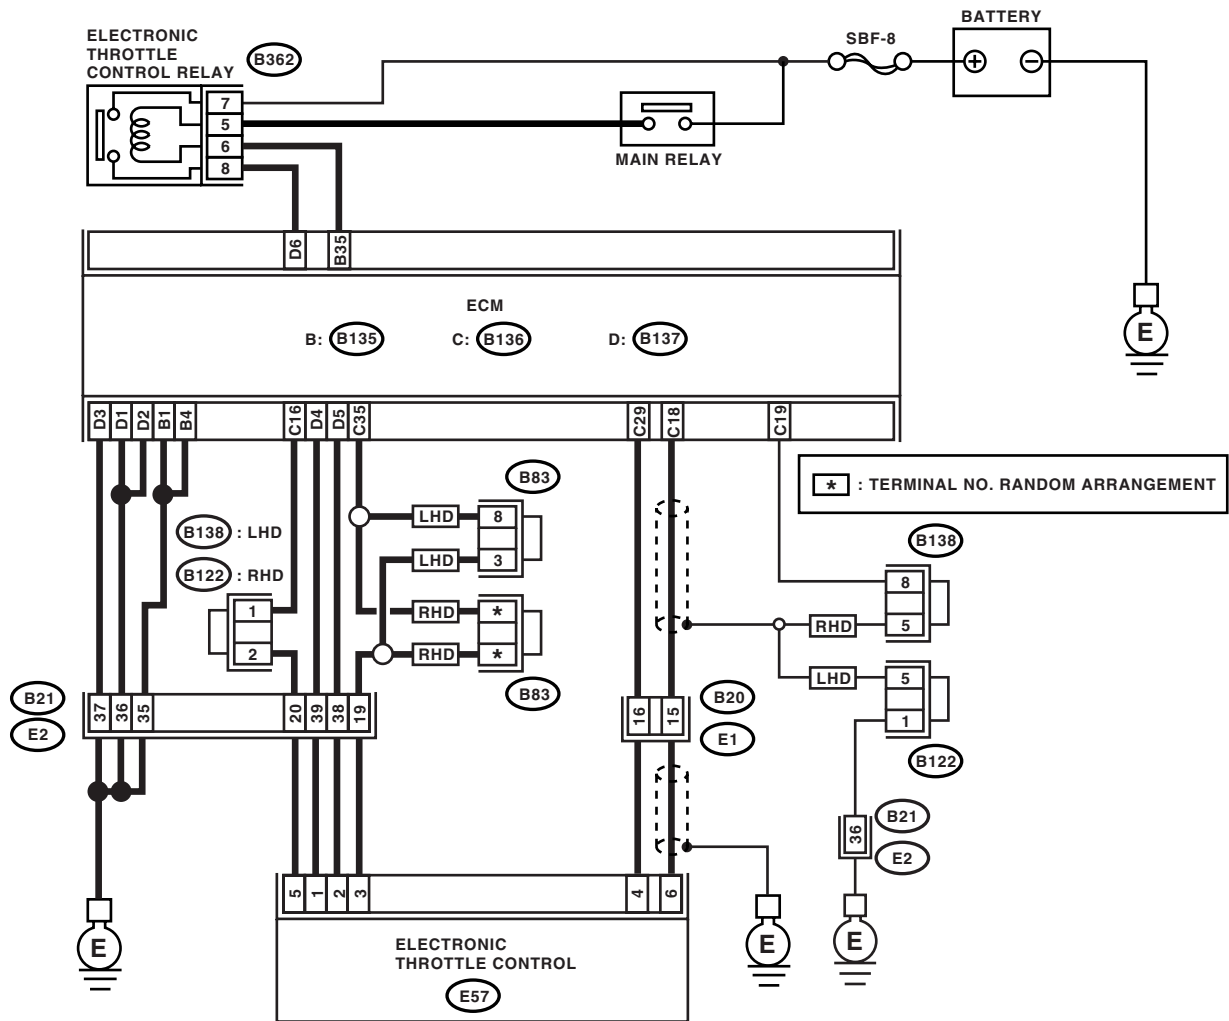 BATTERY
ELECTRONIC
THROTTLE
CONTROL RELAY
B362
SBF-8
+
−
7
5
6
8
MAIN RELAY
D6
B35
ECM
B: B135
C: B136
D: B137
E
D3
D1
D2
B1
B4
C16
D4
D5
C35
C29
C18
C19
* : TERMINAL NO. RANDOM ARRANGEMENT
B83
B138 : LHD
LHD
8
B122 : RHD
LHD
3
B138
8
1
RHD
*
RHD
5
2
RHD
*
LHD
5
B83
1
B21
E2
37
36
35
20
39
38
19
16
15
B20
E1
B122
36
B21
E2
5
1
2
3
4
6
E
ELECTRONIC
THROTTLE CONTROL
E57
E
E